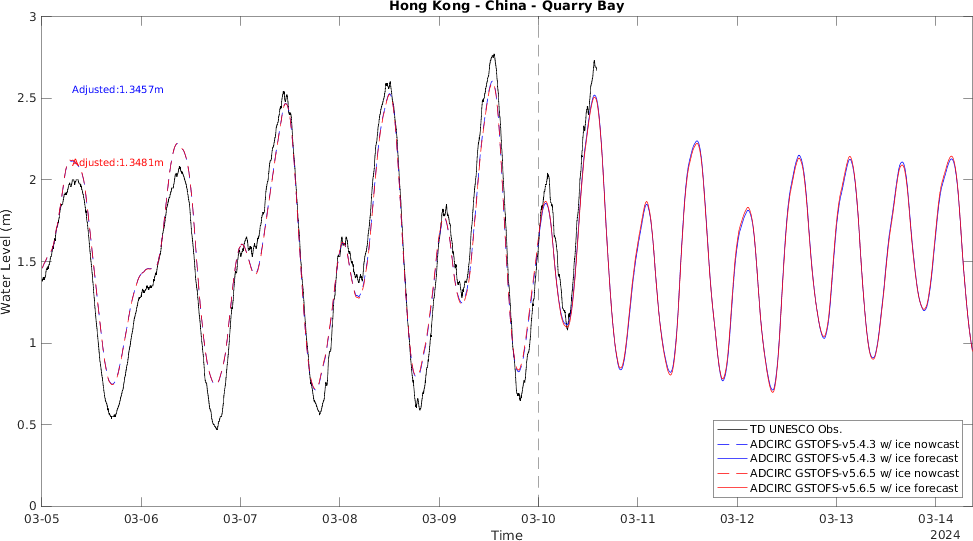 Hong Kong - China - Quarry Bay
Water Level (m)
3
2.5
2
1.5
1
0.5
0
Adjusted:1.3457m
Adjusted:1.3481m
TD UNESCO Obs.
ADCIRC GSTOFS-v5.4.3 w/ ice nowcast
ADCIRC GSTOFS-v5.4.3 w/ ice forecast
ADCIRC GSTOFS-v5.6.5 w/ ice nowcast
ADCIRC GSTOFS-v5.6.5 w/ ice forecast
03-05 03-06 03-07 03-08 03-09 03-10 03-11 03-12 03-13 03-14
Time
2024